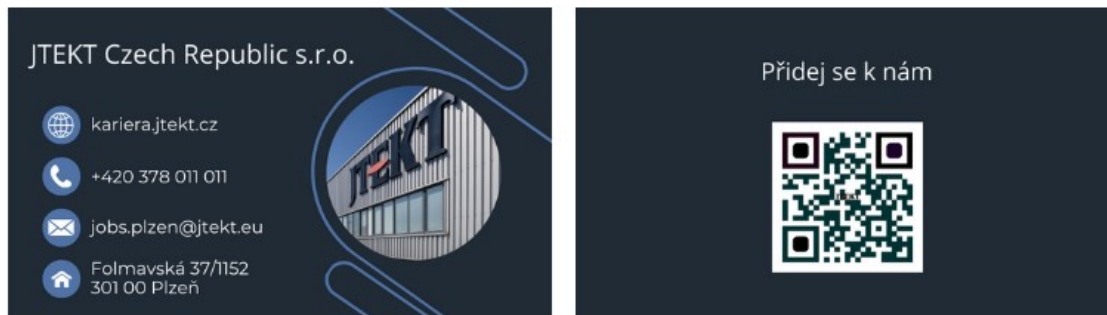 JTEKT Czech Republic s.r.o.
kariera.jtekt.cz
+420 378 011 011
jobs.plzen@jtekt.eu
Folmavská 37/1152
301 00 Plzeň
JTEKT
Přidej se k nám
JTEKT